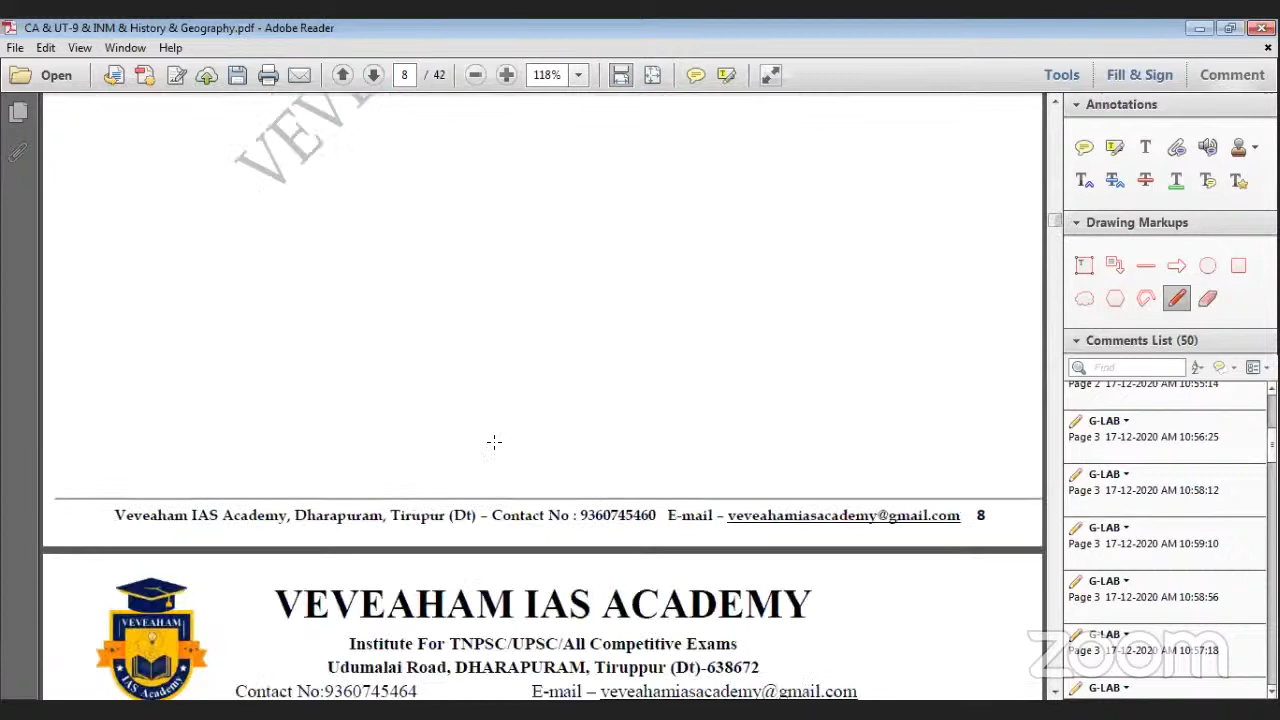 CA & UT-9 & INM & History & Geography.pdf - Adobe Reader
File Edit View Window Help
Open 8 / 42 118% Tools Fill & Sign Comment
Annotations
Drawing Markups
Comments List (50)
Find
Page 2 17-12-2020 AM 10:55:14
G-LAB
Page 3 17-12-2020 AM 10:56:25
G-LAB
Page 3 17-12-2020 AM 10:58:12
G-LAB
Page 3 17-12-2020 AM 10:59:10
G-LAB
Page 3 17-12-2020 AM 10:58:56
G-LAB
Page 3 17-12-2020 AM 10:57:18
G-LAB
zoom
Veveaham IAS Academy, Dharapuram, Tirupur (Dt) – Contact No : 9360745460 E-mail – veveahamiasacademy@gmail.com 8
VEVEAHAM IAS ACADEMY
Institute For TNPSC/UPSC/All Competitive Exams
Udumalai Road, DHARAPURAM, Tiruppur (Dt)-638672
Contact No:9360745464 E-mail – veveahamiasacademy@gmail.com
VEVEAHAM
IAS Academy